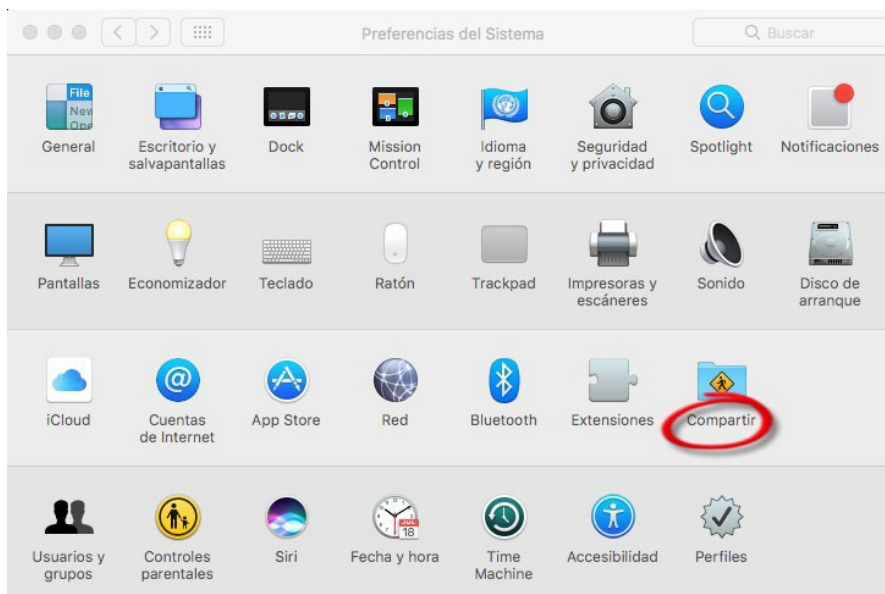 Preferencias del Sistema
Buscar
File
New
Ope
General
Escritorio y
salvapantallas
Dock
Mission
Control
Idioma
y región
Seguridad
y privacidad
Spotlight
Notificaciones
Pantallas
Economizador
Teclado
Ratón
Trackpad
Impresoras y
escáneres
Sonido
Disco de
arranque
iCloud
Cuentas
de Internet
App Store
Red
Bluetooth
Extensiones
Compartir
Usuarios y
grupos
Controles
parentales
Siri
JUL
18
Fecha y hora
Time
Machine
Accesibilidad
Perfiles